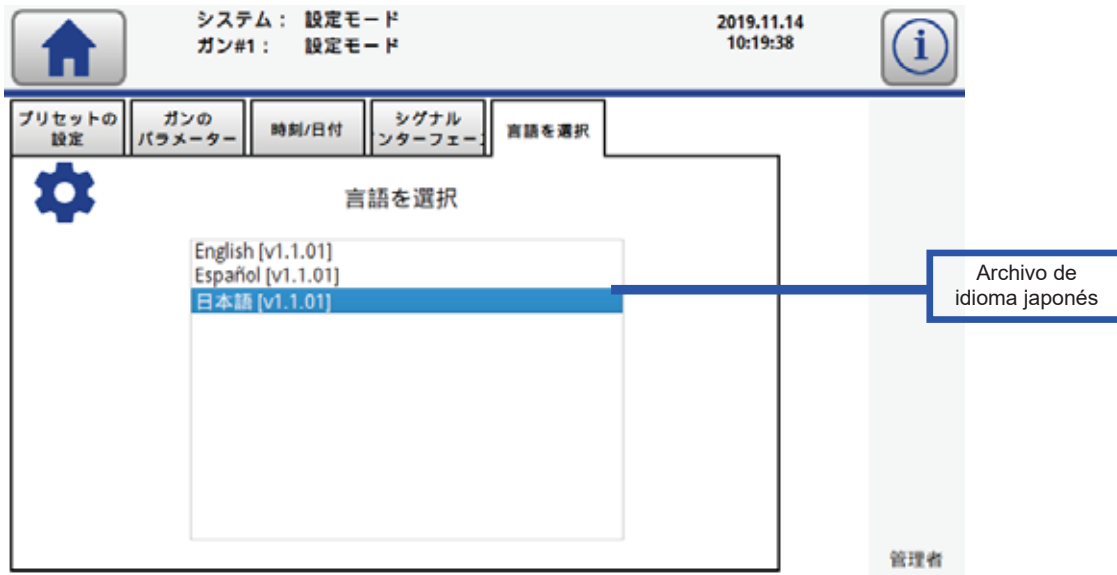 システム： 設定モード
ガン#1： 設定モード
2019.11.14
10:19:38
i
プリセットの
設定
ガンの
パラメーター
時刻/日付
シグナル
ンターフェー
言語を選択
言語を選択
English [v1.1.01]
Español [v1.1.01]
日本語 [v1.1.01]
Archivo de
idioma japonés
管理者